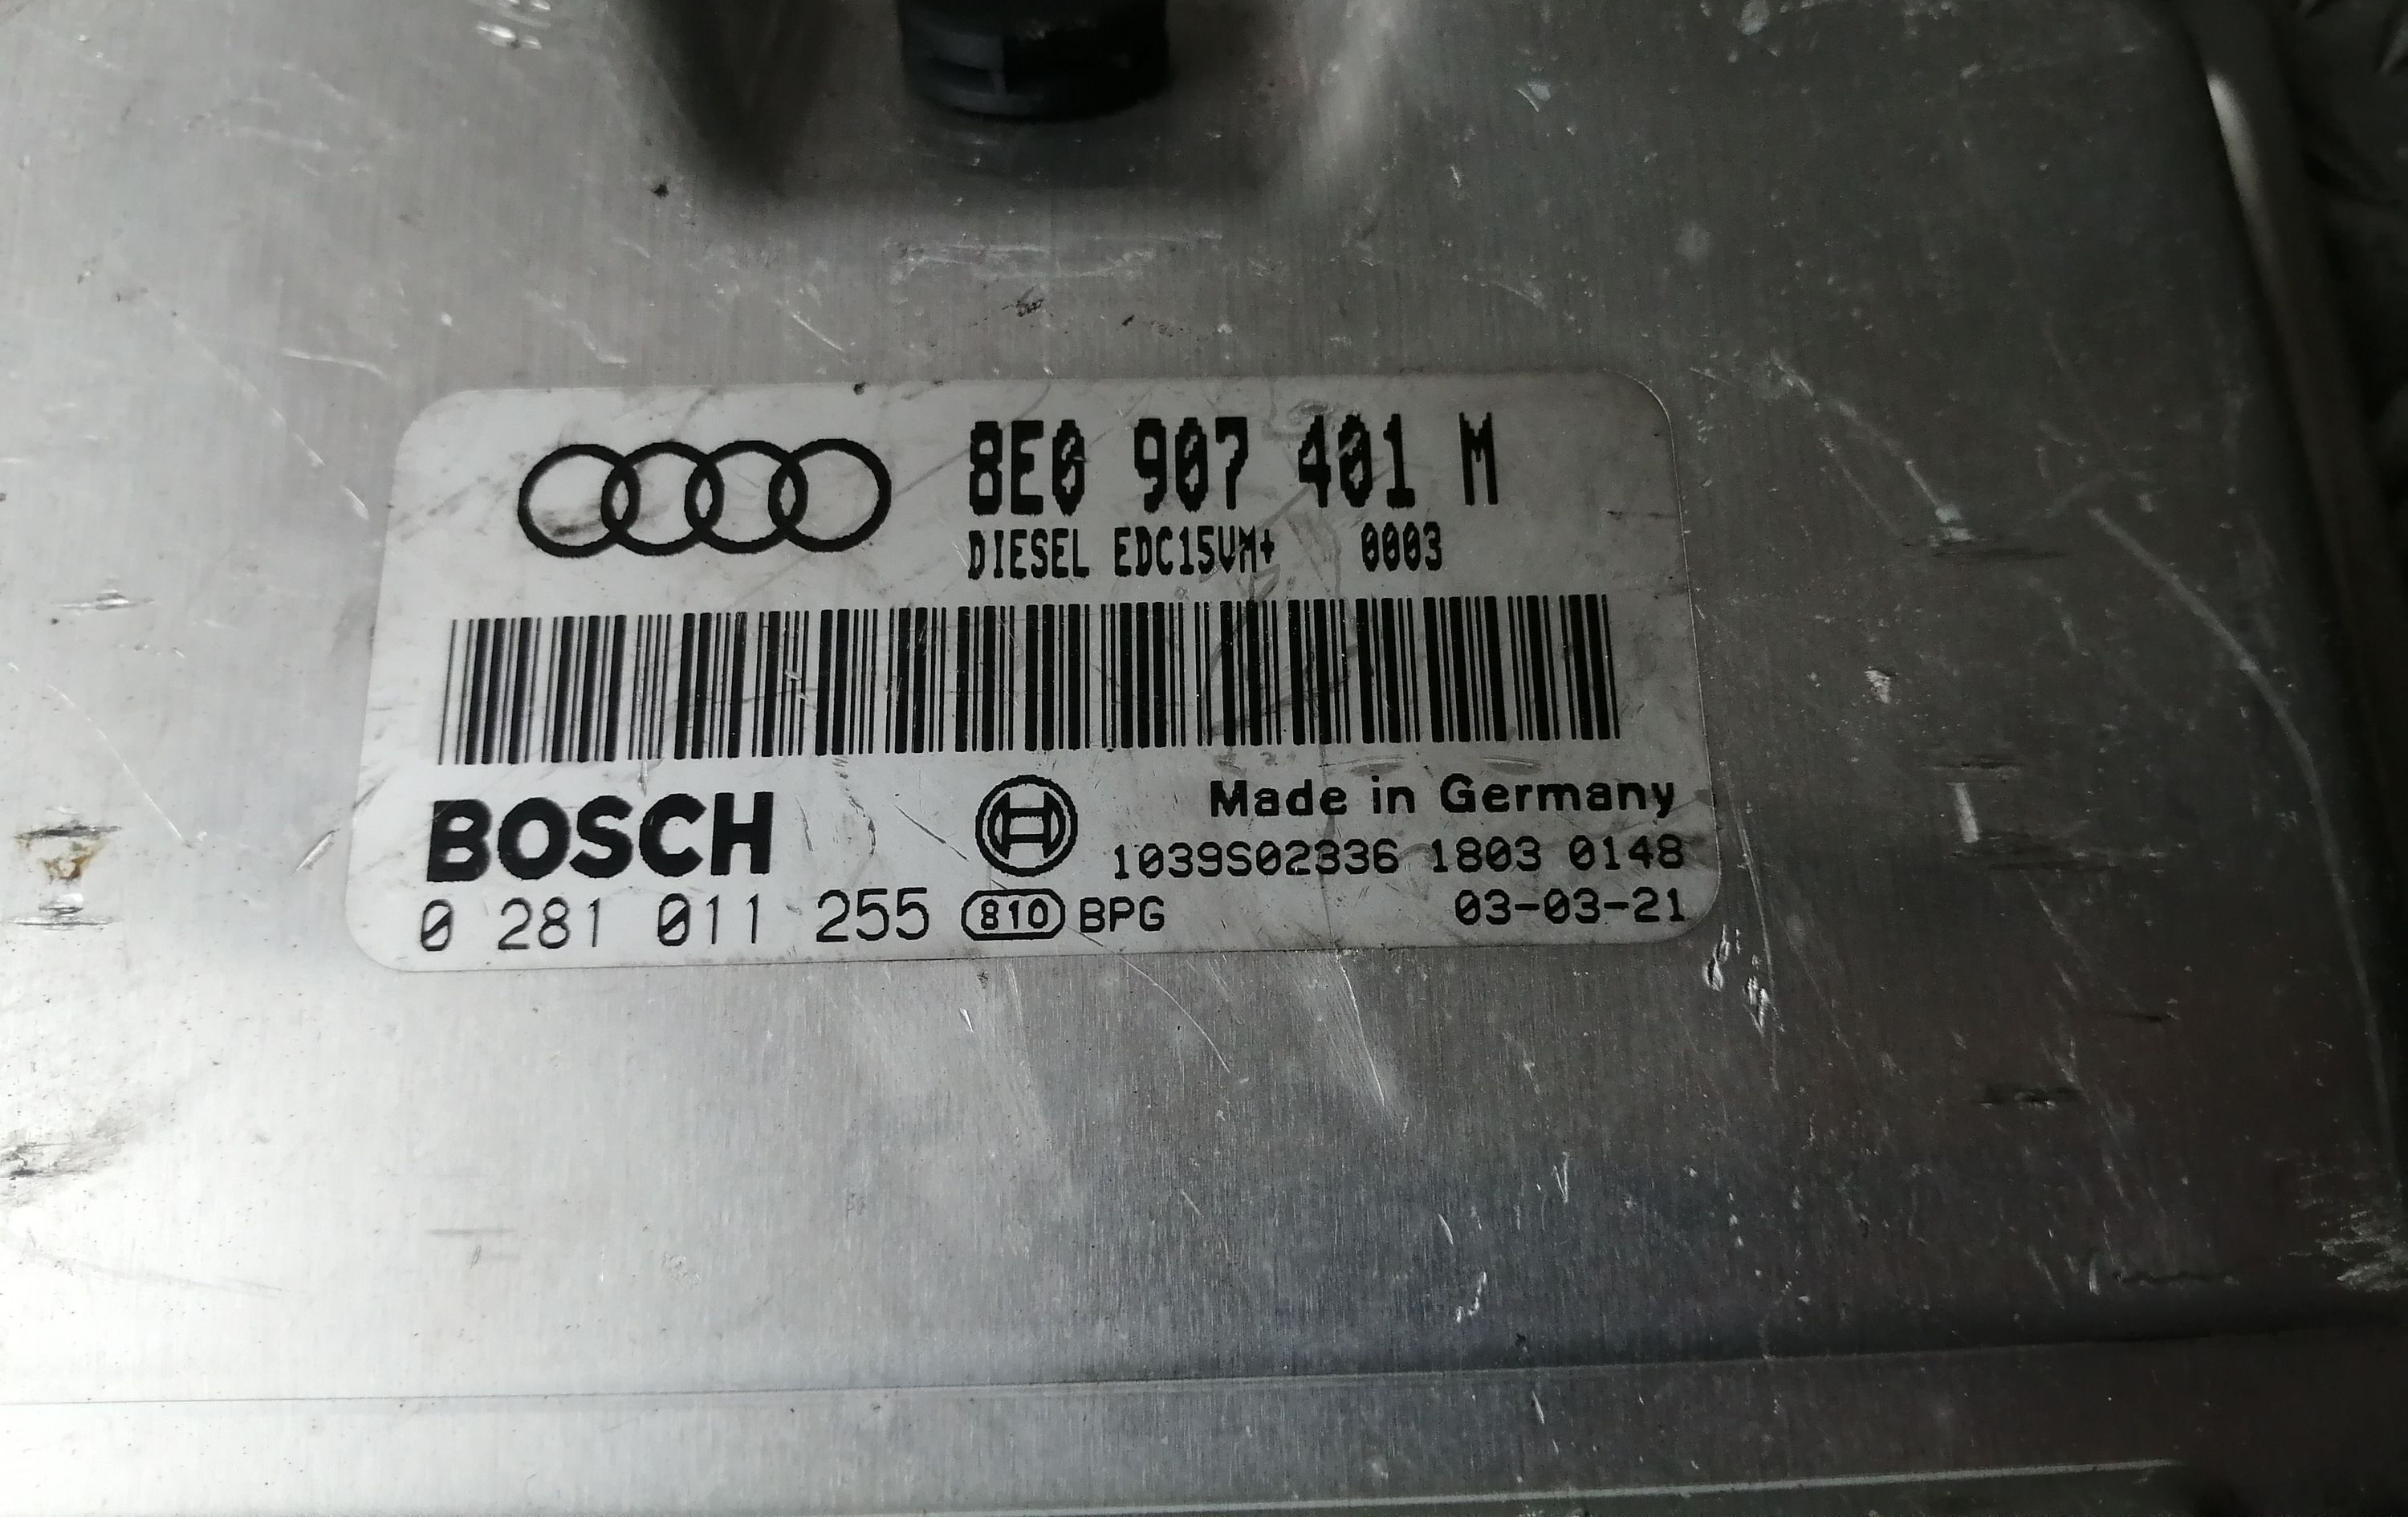 8E0 907 401 M
DIESEL EDC15VM+ 0003
BOSCH
Made in Germany
1039S02336 1803 0148
0 281 011 255 810 BPG 03-03-21